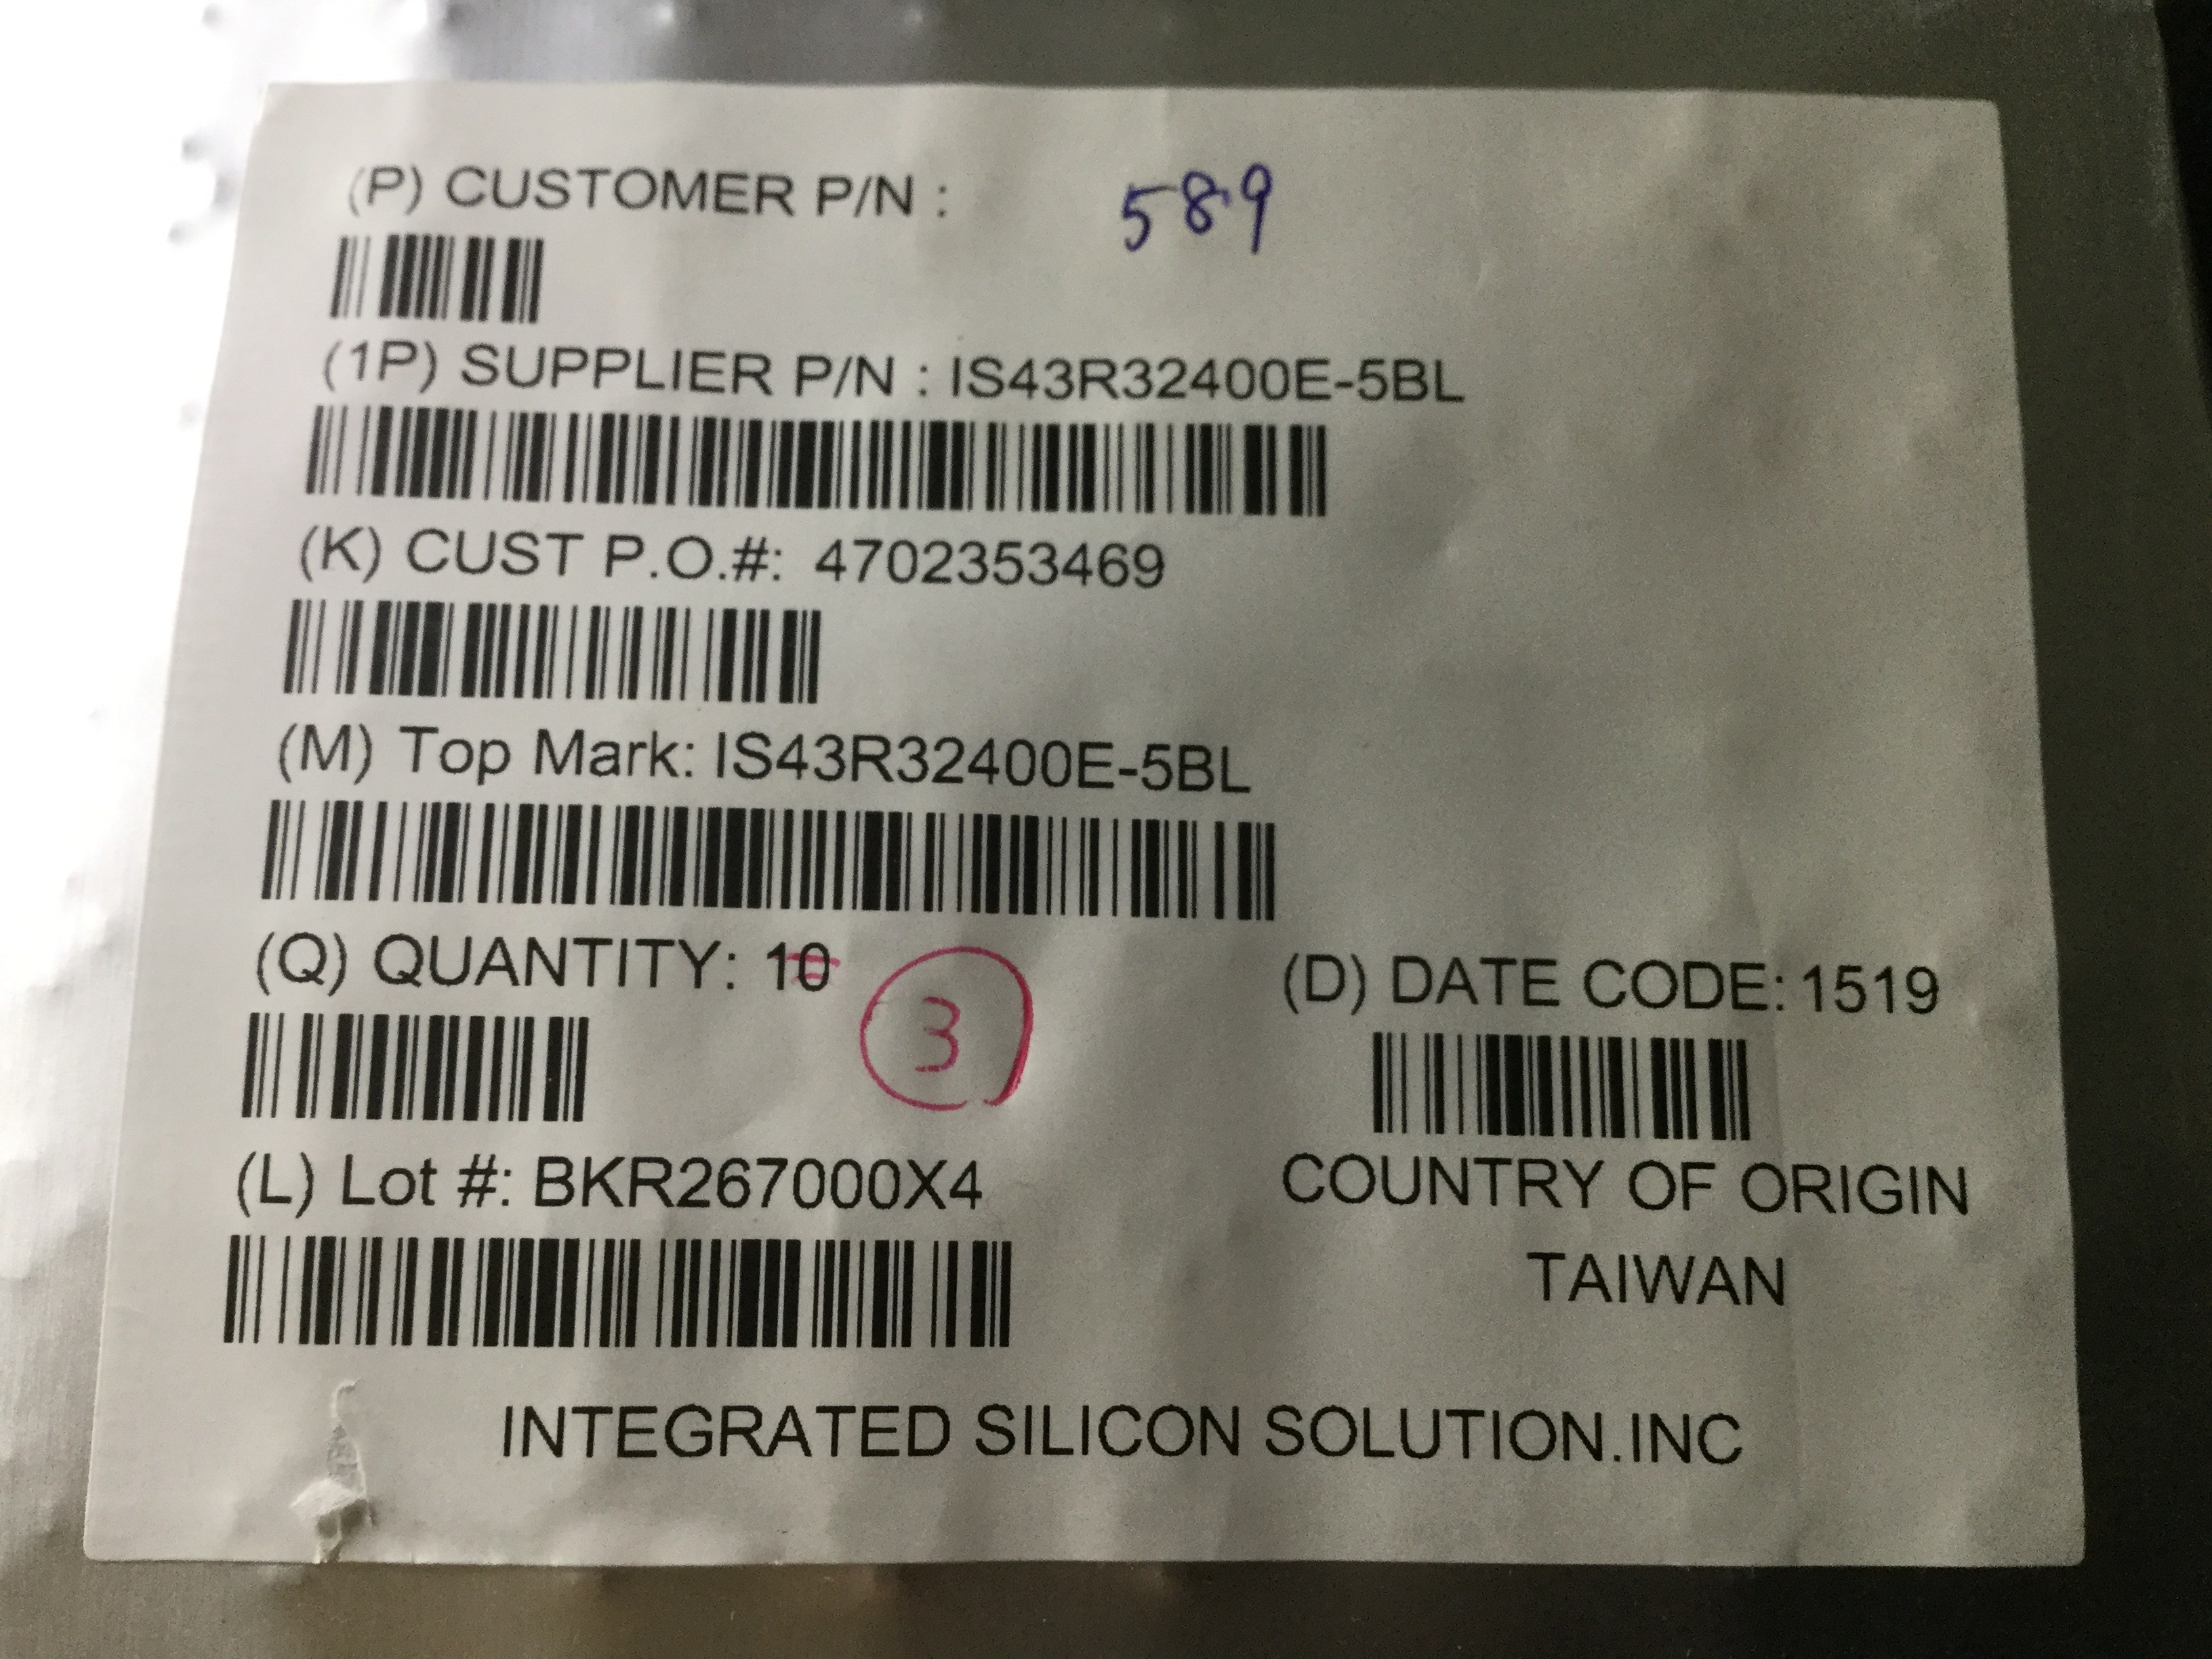 (P) CUSTOMER P/N : 589
(1P) SUPPLIER P/N : IS43R32400E-5BL
(K) CUST P.O.#: 4702353469
(M) Top Mark: IS43R32400E-5BL
(Q) QUANTITY: 10
3
(D) DATE CODE: 1519
(L) Lot #: BKR267000X4
COUNTRY OF ORIGIN
TAIWAN
INTEGRATED SILICON SOLUTION.INC